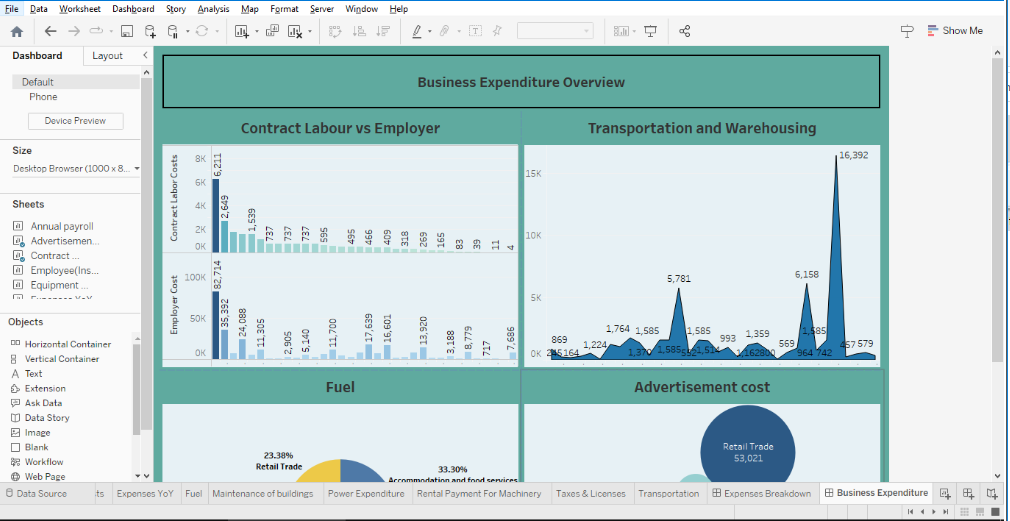 File Data Worksheet Dashboard Story Analysis Map Format Server Window Help
Show Me
Dashboard Layout
Default
Phone
Device Preview
Size
Desktop Browser (1000 x 8...
Sheets
Annual payroll
Advertisemen...
Contract ...
Employee(Ins...
Equipment ...
Expenses YoY
Objects
Horizontal Container
Vertical Container
Text
Extension
Ask Data
Data Story
Image
Blank
Workflow
Web Page
Business Expenditure Overview
Contract Labour vs Employer
Contract Labor Costs
8K
6K
4K
2K
0K
6,211
2,649
1,539
737
737
737
595
495
466
409
318
269
165
83
39
11
4
Employer Cost
100K
50K
0K
82,714
35,392
24,088
11,305
2,905
5,140
11,700
17,639
16,601
13,920
3,188
8,779
717
7,686
Transportation and Warehousing
15K
10K
5K
0K
16,392
5,781
6,158
1,764 1,585
1,585
993
1,359
1,585
869
1,224
569
457 579
164
1,585
1,514
1,162
800
964 742
Fuel
23.38%
Retail Trade
33.30%
Accommodation and food services
Advertisement cost
Retail Trade
53,021
Data Source
ts
Expenses YoY
Fuel
Maintenance of buildings
Power Expenditure
Rental Payment For Machinery
Taxes & Licenses
Transportation
Expenses Breakdown
Business Expenditure